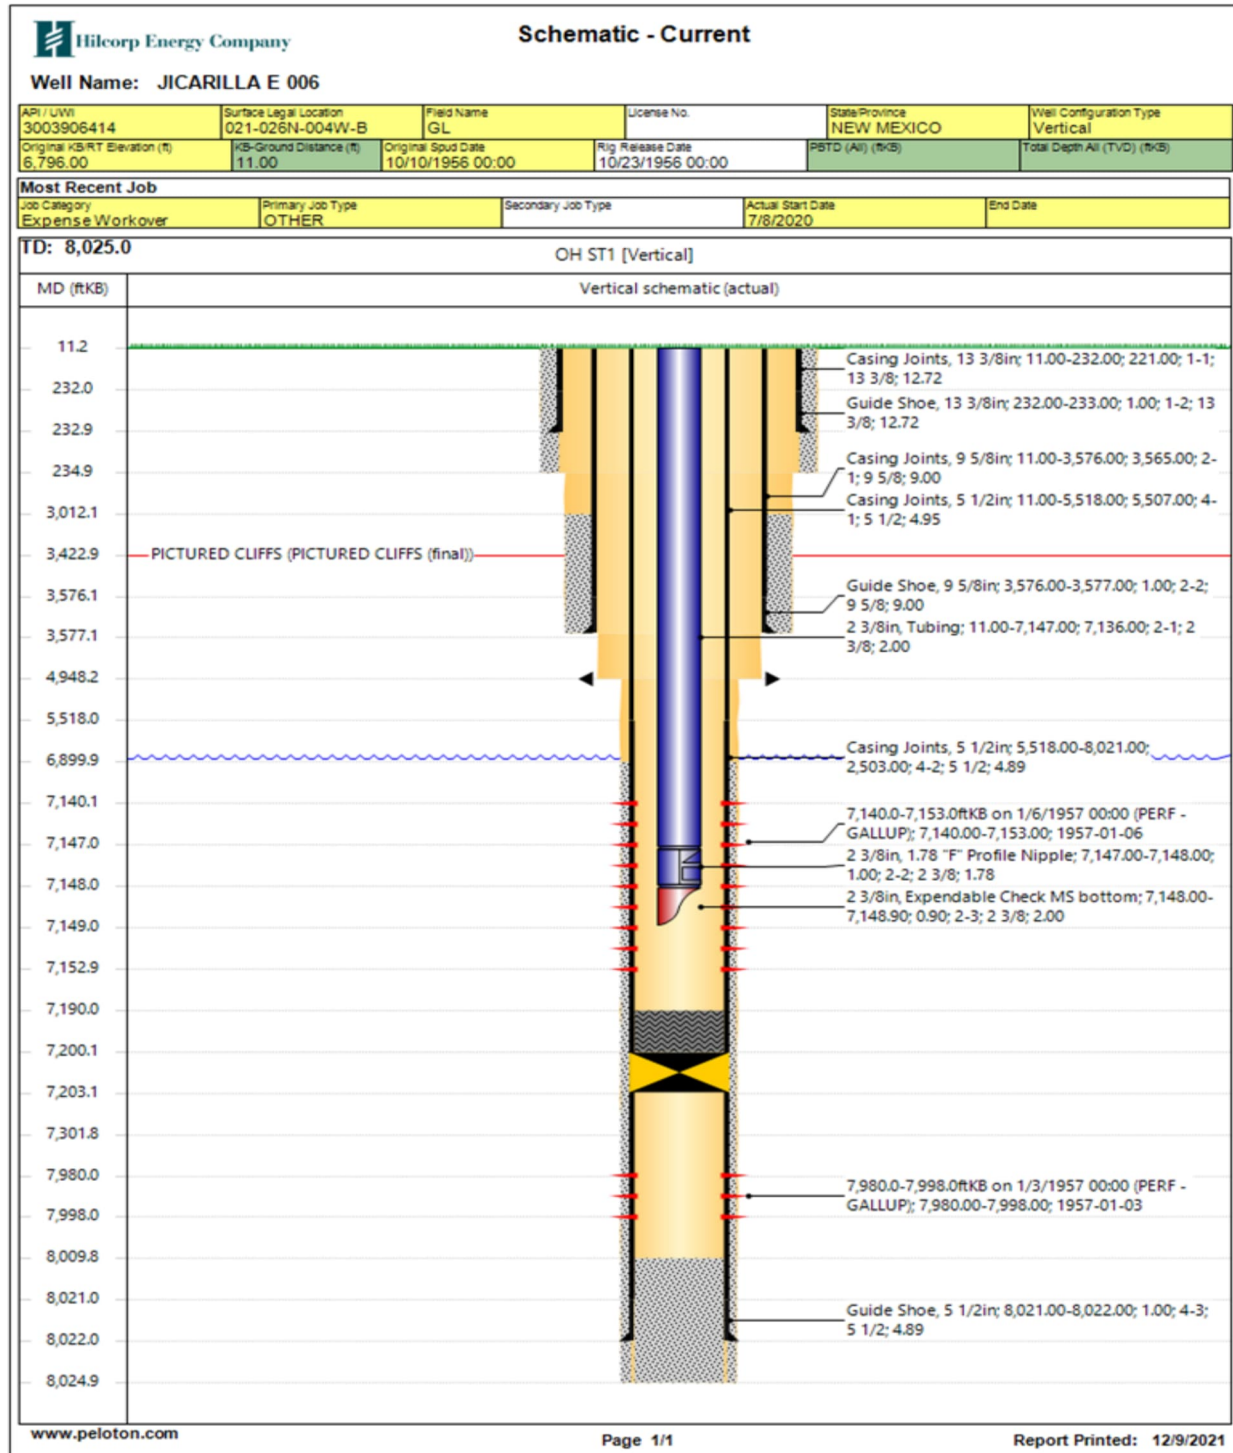 Hilcorp Energy Company
Schematic - Current
Well Name: JICARILLA E 006
API / UWI
3003906414
Surface Legal Location
021-026N-004W-B
Field Name
GL
License No.
State/Province
NEW MEXICO
Well Configuration Type
Vertical
Original KB/RT Elevation (ft)
6,796.00
KB-Ground Distance (ft)
11.00
Original Spud Date
10/10/1956 00:00
Rig Release Date
10/23/1956 00:00
PBTD (All) (ftKB)
Total Depth All (TVD) (ftKB)
Most Recent Job
Job Category
Expense Workover
Primary Job Type
OTHER
Secondary Job Type
Actual Start Date
7/8/2020
End Date
TD: 8,025.0
OH ST1 [Vertical]
MD (ftKB)
Vertical schematic (actual)
11.2
Casing Joints, 13 3/8in; 11.00-232.00; 221.00; 1-1;
13 3/8; 12.72
232.0
Guide Shoe, 13 3/8in; 232.00-233.00; 1.00; 1-2; 13
3/8; 12.72
232.9
234.9
Casing Joints, 9 5/8in; 11.00-3,576.00; 3,565.00; 2-
1; 9 5/8; 9.00
Casing Joints, 5 1/2in; 11.00-5,518.00; 5,507.00; 4-
1; 5 1/2; 4.95
3,012.1
3,422.9
PICTURED CLIFFS (PICTURED CLIFFS (final))
3,576.1
Guide Shoe, 9 5/8in; 3,576.00-3,577.00; 1.00; 2-2;
9 5/8; 9.00
2 3/8in, Tubing; 11.00-7,147.00; 7,136.00; 2-1; 2
3/8; 2.00
3,577.1
4,948.2
5,518.0
6,899.9
Casing Joints, 5 1/2in; 5,518.00-8,021.00;
2,503.00; 4-2; 5 1/2; 4.89
7,140.1
7,140.0-7,153.0ftKB on 1/6/1957 00:00 (PERF -
GALLUP); 7,140.00-7,153.00; 1957-01-06
7,147.0
2 3/8in, 1.78 "F" Profile Nipple; 7,147.00-7,148.00;
1.00; 2-2; 2 3/8; 1.78
7,148.0
2 3/8in, Expendable Check MS bottom; 7,148.00-
7,148.90; 0.90; 2-3; 2 3/8; 2.00
7,149.0
7,152.9
7,190.0
7,200.1
7,203.1
7,301.8
7,980.0
7,980.0-7,998.0ftKB on 1/3/1957 00:00 (PERF -
GALLUP); 7,980.00-7,998.00; 1957-01-03
7,998.0
8,009.8
8,021.0
Guide Shoe, 5 1/2in; 8,021.00-8,022.00; 1.00; 4-3;
5 1/2; 4.89
8,022.0
8,024.9
www.peloton.com
Page 1/1
Report Printed: 12/9/2021